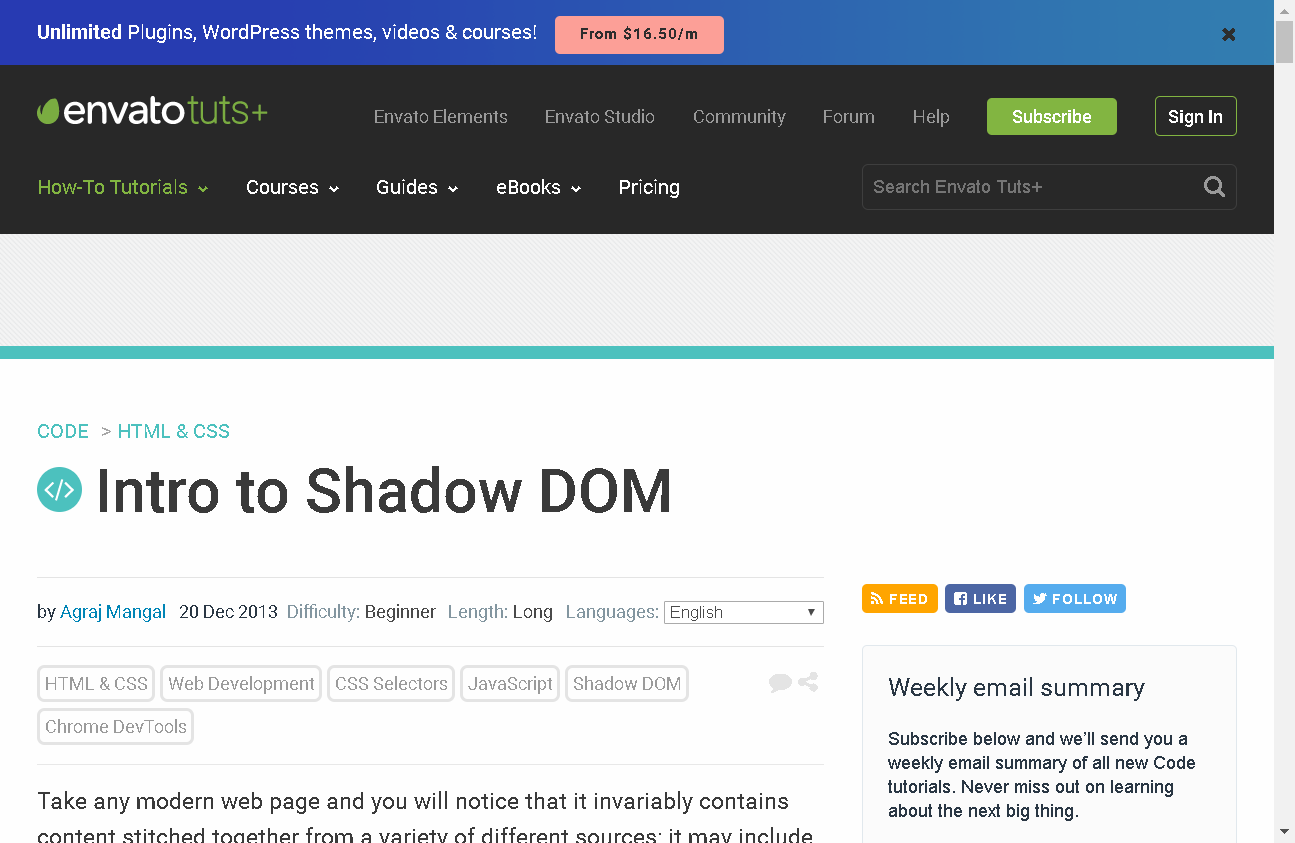 Unlimited Plugins, WordPress themes, videos & courses! From $16.50/m
envatotuts+
Envato Elements Envato Studio Community Forum Help Subscribe Sign In
How-To Tutorials Courses Guides eBooks Pricing Search Envato Tuts+
CODE > HTML & CSS
</> Intro to Shadow DOM
by Agraj Mangal 20 Dec 2013 Difficulty: Beginner Length: Long Languages: English
HTML & CSS Web Development CSS Selectors JavaScript Shadow DOM
Chrome DevTools
Take any modern web page and you will notice that it invariably contains
content stitched together from a variety of different sources; it may include
FEED LIKE FOLLOW
Weekly email summary
Subscribe below and we’ll send you a
weekly email summary of all new Code
tutorials. Never miss out on learning
about the next big thing.